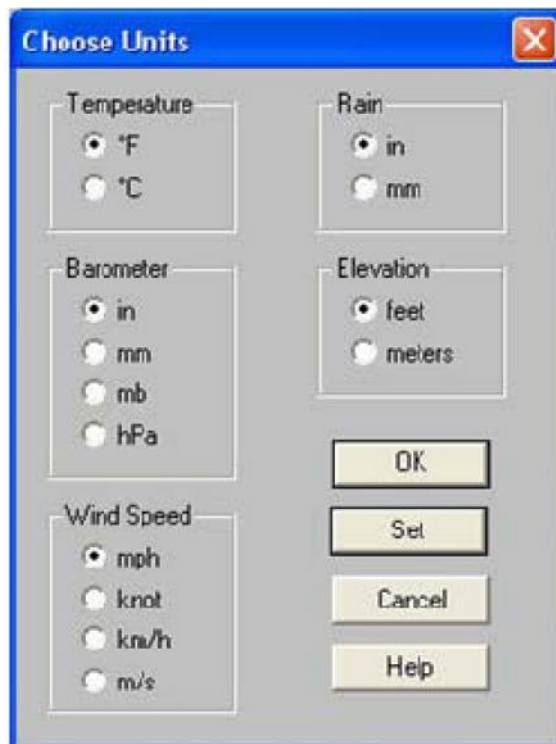 Choose Units
Temperature
°F
°C
Barometer
in
mm
mb
hPa
Wind Speed
mph
knot
km/h
m/s
Rain
in
mm
Elevation
feet
meters
OK
Set
Cancel
Help